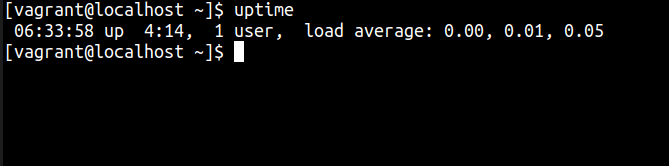 [vagrant@localhost ~]$ uptime
 06:33:58 up  4:14,  1 user,  load average: 0.00, 0.01, 0.05
[vagrant@localhost ~]$